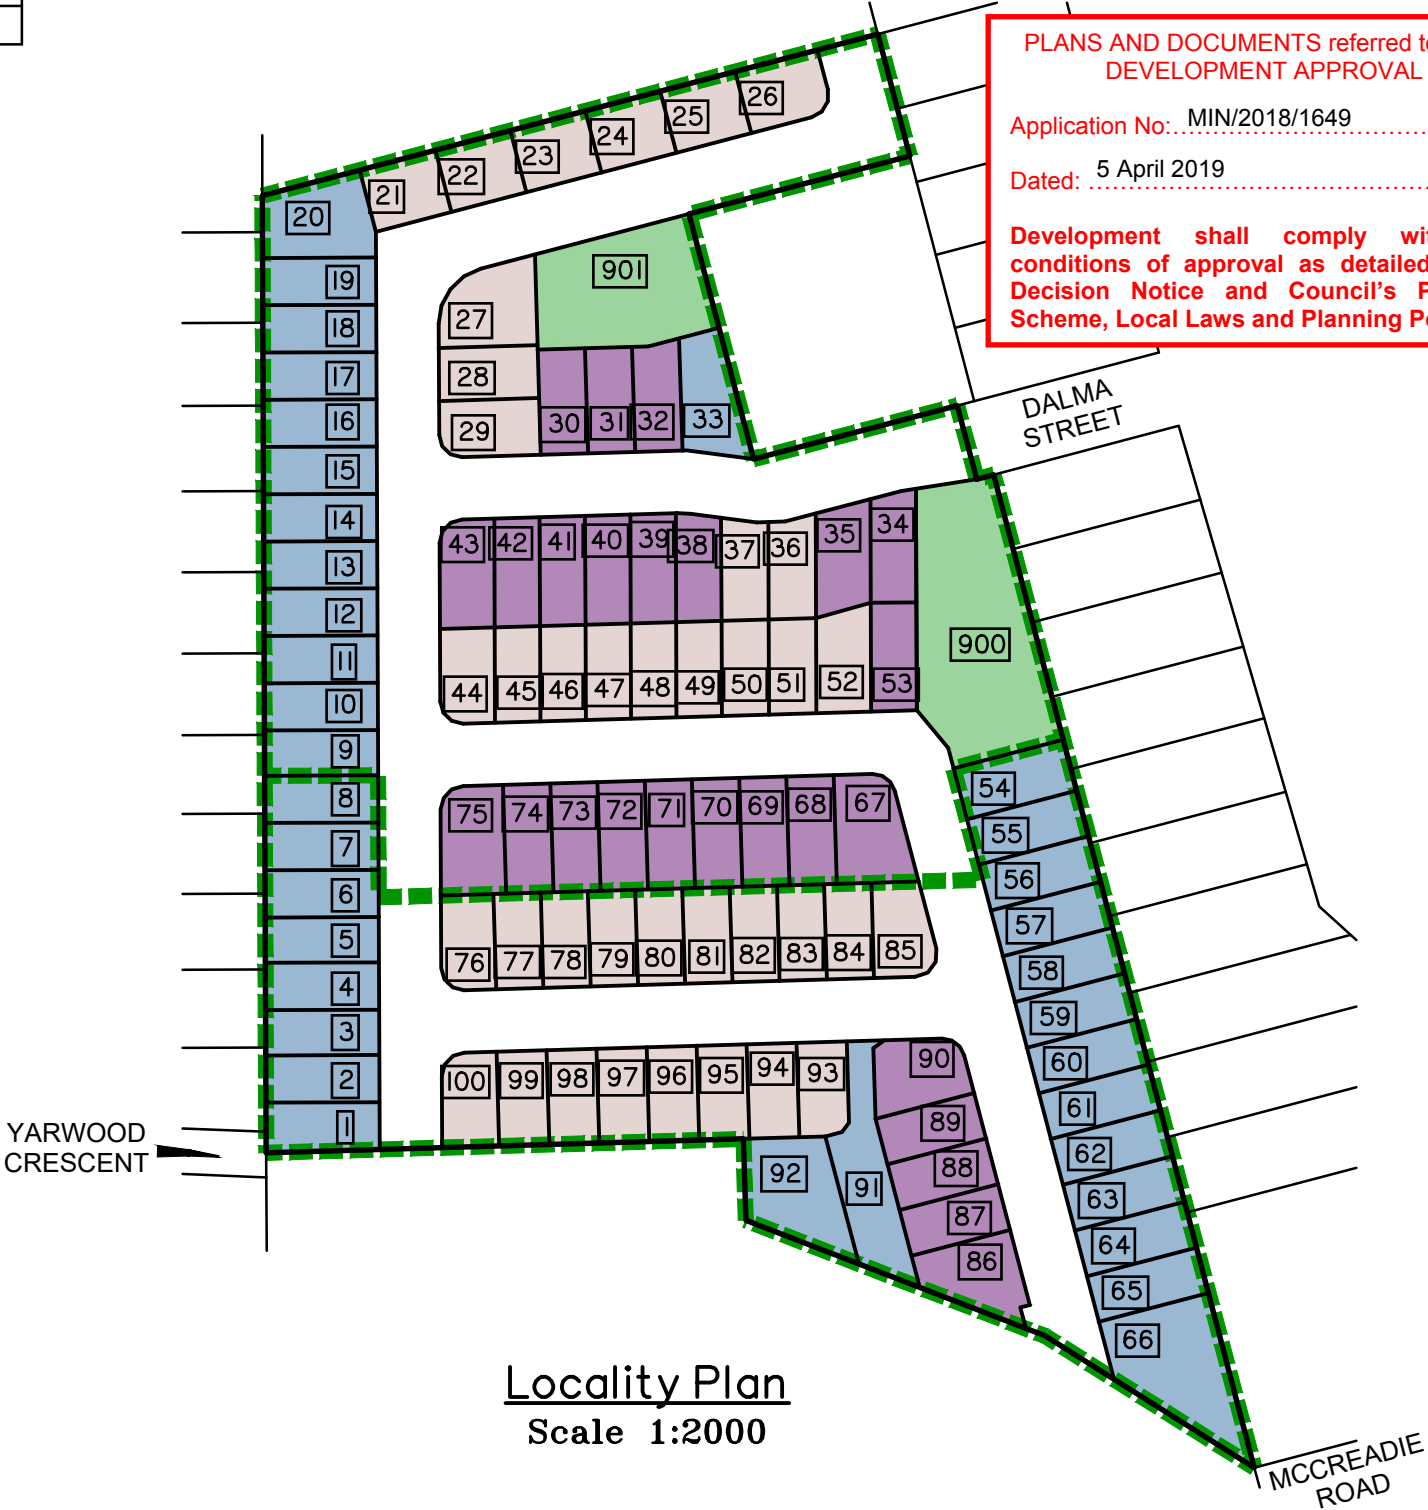 PLANS AND DOCUMENTS referred t
DEVELOPMENT APPROVAL
Application No: MIN/2018/1649
Dated: 5 April 2019
Development shall comply wit
conditions of approval as detailed
Decision Notice and Council's P
Scheme, Local Laws and Planning P
26
25
24
23
22
21
20
19
18
17
16
15
14
13
12
11
10
9
8
7
6
5
4
3
2
1
901
27
28
29
30 31 32 33
DALMA
STREET
43 42 41 40 39 38 37 36 35 34
900
44 45 46 47 48 49 50 51 52 53
75 74 73 72 71 70 69 68 67
76 77 78 79 80 81 82 83 84 85
54
55
56
57
58
59
60
61
62
63
64
65
66
100 99 98 97 96 95 94 93
90
89
88
87
86
92 91
YARWOOD
CRESCENT
Locality Plan
Scale 1:2000
MCCREADIE
ROAD